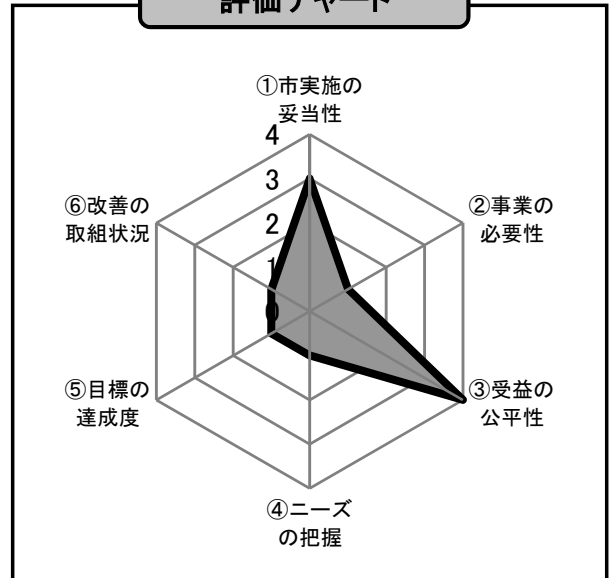 評価チャート
①市実施の
妥当性
4
3
2
1
0
②事業の
必要性
③受益の
公平性
④ニーズ
の把握
⑤目標の
達成度
⑥改善の
取組状況